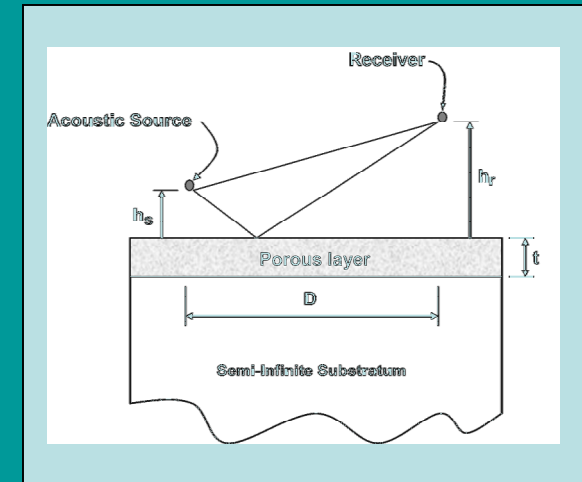 Receiver
Acoustic Source
hr
hs
Porous layer
t
D
Semi-Infinite Substratum